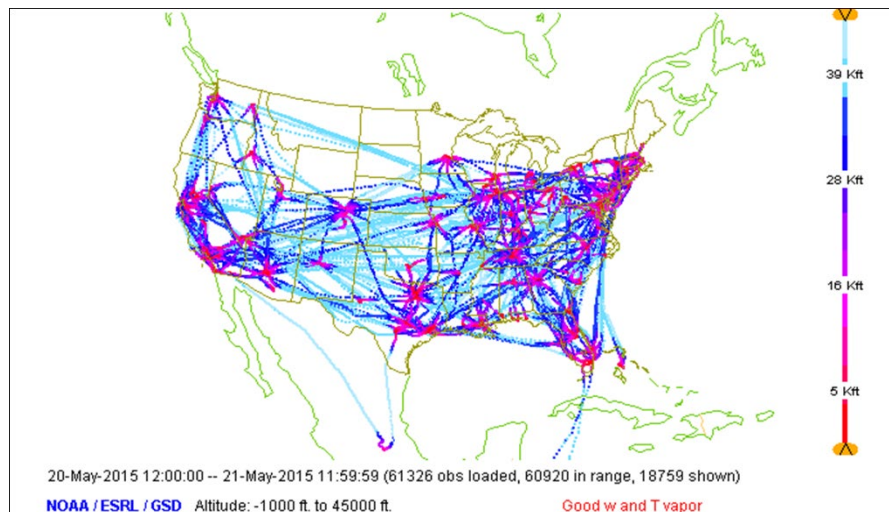 39 Kft
28 Kft
16 Kft
5 Kft
20-May-2015 12:00:00 -- 21-May-2015 11:59:59 (61326 obs loaded, 60920 in range, 18759 shown)
NOAA / ESRL / GSD Altitude: -1000 ft. to 45000 ft. Good w and T vapor